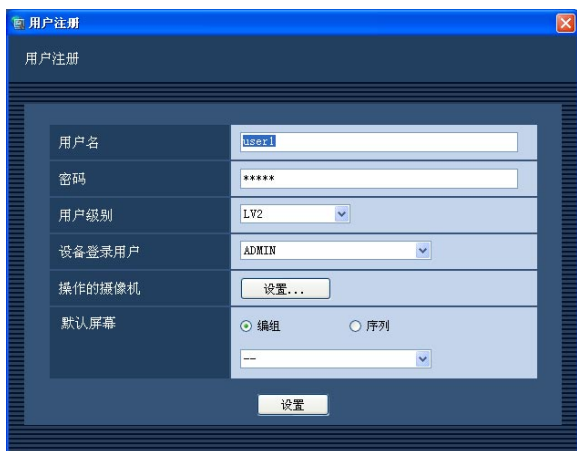 用户注册
用户注册
用户名 user1
密码 *****
用户级别 LV2
设备登录用户 ADMIN
操作的摄像机 设置...
默认屏幕 编组 序列
--
设置